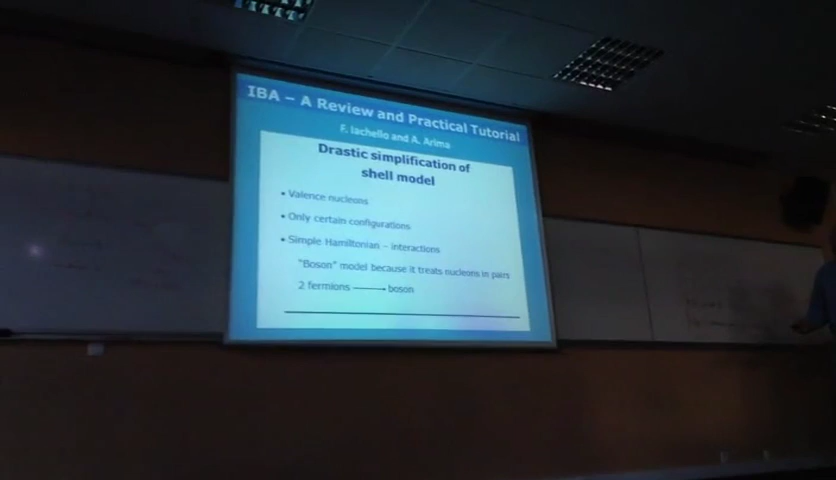 IBA – A Review and Practical Tutorial
F. Iachello and A. Arima
Drastic simplification of
shell model
• Valence nucleons
• Only certain configurations
• Simple Hamiltonian – interactions
“Boson” model because it treats nucleons in pairs
2 fermions ⟶ boson